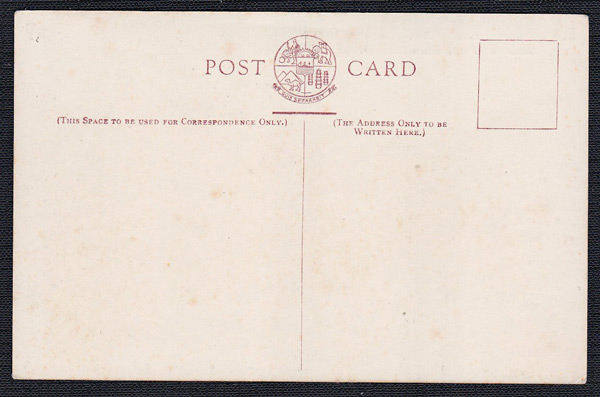 POST CARD
(THIS SPACE TO BE USED FOR CORRESPONDENCE ONLY.)
(THE ADDRESS ONLY TO BE
WRITTEN HERE.)